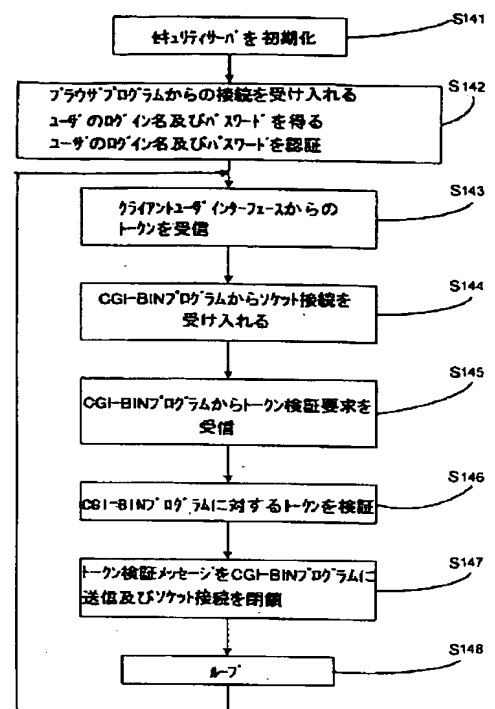 S141
セキュリティサーバを初期化
S142
ブラウザプログラムからの接続を受け入れる
ユーザのログイン名及びパスワードを得る
ユーザのログイン名及びパスワードを認証
S143
クライアントユーザインターフェースからの
トークンを受信
S144
CGI-BINプログラムからソケット接続を
受け入れる
S145
CGI-BINプログラムからトークン検証要求を
受信
S146
CGI-BINプログラムに対するトークンを検証
S147
トークン検証メッセージをCGI-BINプログラムに
送信及びソケット接続を閉鎖
S148
ループ